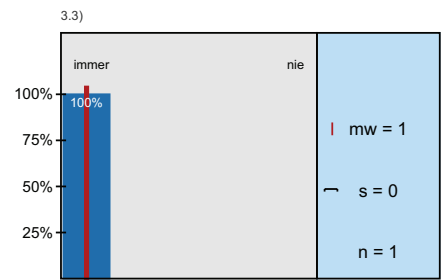 3.3)
immer nie
100%
100%
75%
50%
25%
mw = 1
s = 0
n = 1